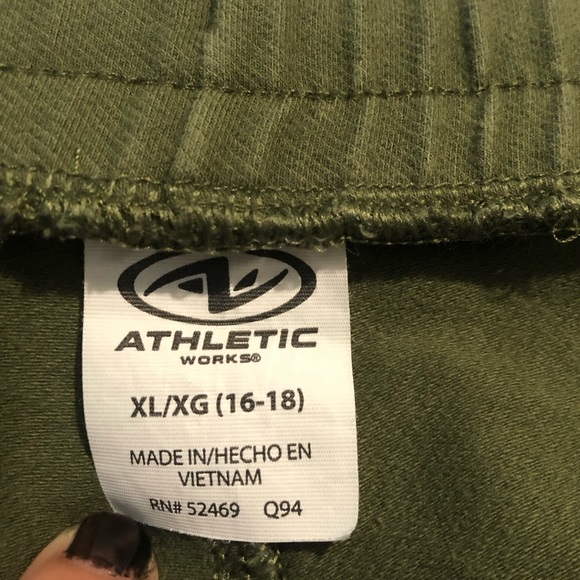 ATHLETIC
WORKS®
XL/XG (16-18)
MADE IN/HECHO EN
VIETNAM
RN# 52469 Q94